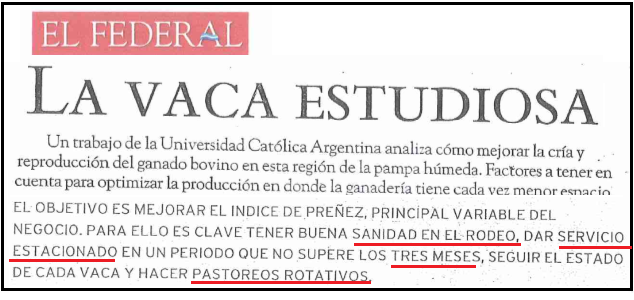 EL FEDERAL
LA VACA ESTUDIOSA
Un trabajo de la Universidad Católica Argentina analiza cómo mejorar la cría y
reproducción del ganado bovino en esta región de la pampa húmeda. Factores a tener en
cuenta para optimizar la producción en donde la ganadería tiene cada vez menor espacio
EL OBJETIVO ES MEJORAR EL INDICE DE PREÑEZ, PRINCIPAL VARIABLE DEL
NEGOCIO. PARA ELLO ES CLAVE TENER BUENA SANIDAD EN EL RODEO, DAR SERVICIO
ESTACIONADO EN UN PERIODO QUE NO SUPERE LOS TRES MESES, SEGUIR EL ESTADO
DE CADA VACA Y HACER PASTOREOS ROTATIVOS.